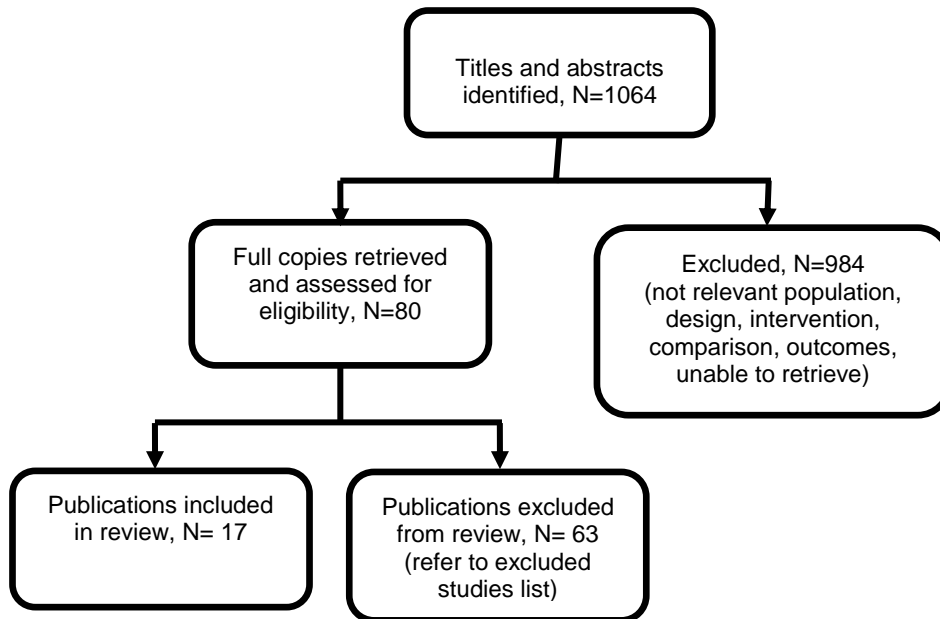 Titles and abstracts
identified, N=1064
Full copies retrieved
and assessed for
eligibility, N=80
Excluded, N=984
(not relevant population,
design, intervention,
comparison, outcomes,
unable to retrieve)
Publications included
in review, N= 17
Publications excluded
from review, N= 63
(refer to excluded
studies list)